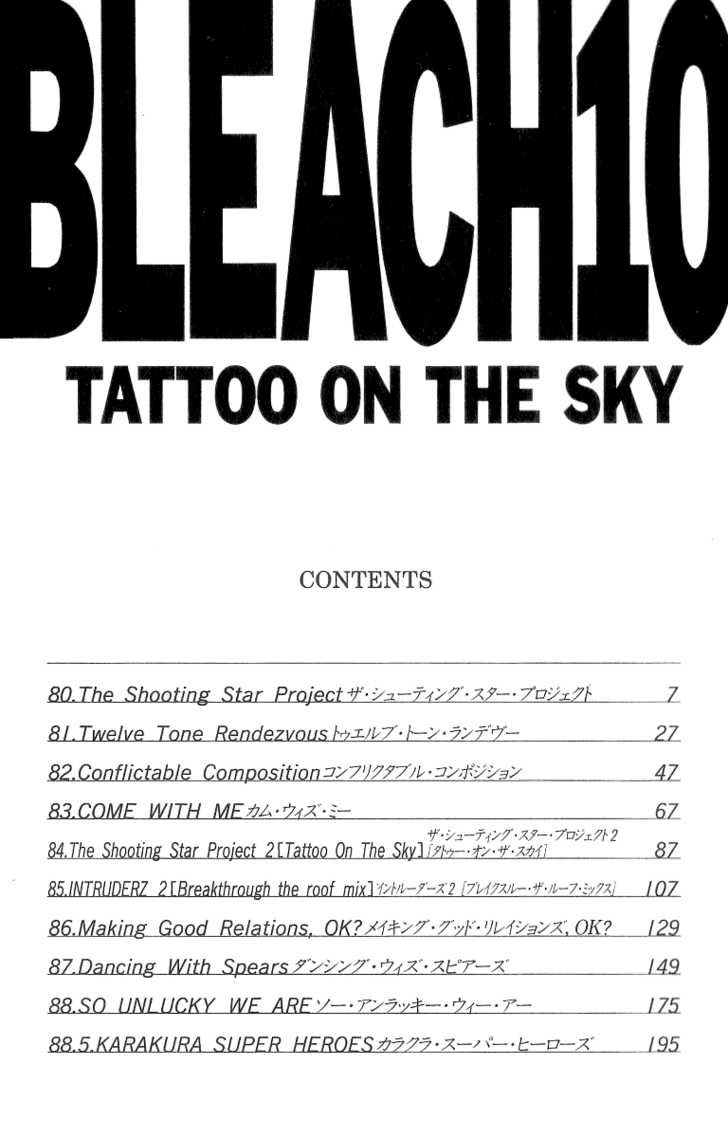 BLEACH10
TATTOO ON THE SKY
CONTENTS
80.The Shooting Star Project ザ・シューティング・スター・プロジェクト 7
81.Twelve Tone Rendezvous トゥエルブ・トーン・ランデヴー 27
82.Conflictable Composition コンフリクタブル・コンポジション 47
83.COME WITH ME カム・ウィズ・ミー 67
ザ・シューティング・スター・プロジェクト2
84.The Shooting Star Project 2[Tattoo On The Sky] [タトゥー・オン・ザ・スカイ] 87
85.INTRUDERZ 2[Breakthrough the roof mix] イントルーダーズ2 [ブレイクスルー・ザ・ルーフ・ミックス] 107
86.Making Good Relations, OK? メイキング・グッド・リレイションズ, OK? 129
87.Dancing With Spears ダンシング・ウィズ・スピアーズ 149
88.SO UNLUCKY WE ARE ソー・アンラッキー・ウィー・アー 175
88.5.KARAKURA SUPER HEROES カラクラ・スーパー・ヒーローズ 195